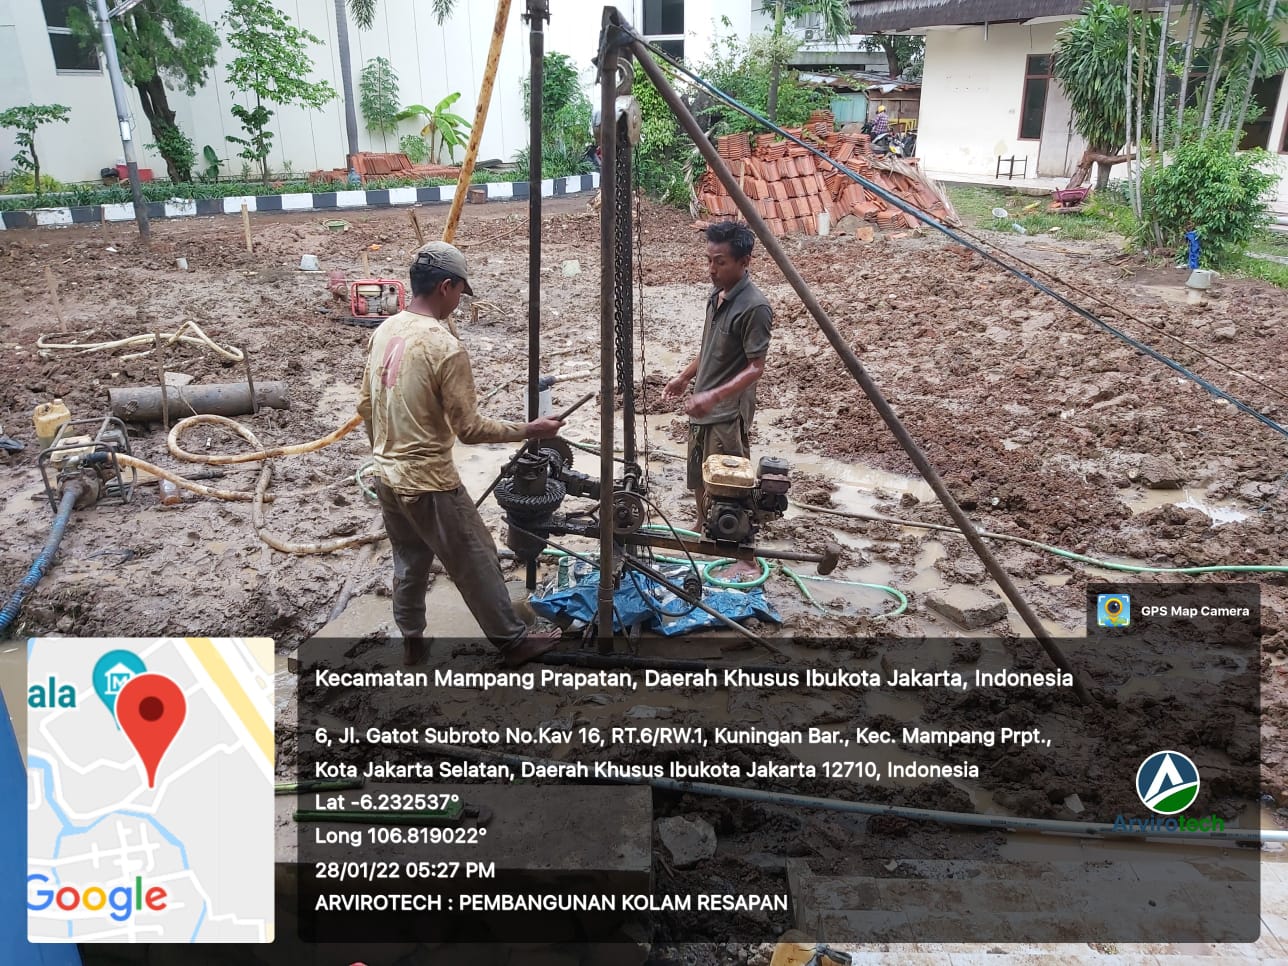 GPS Map Camera
Kecamatan Mampang Prapatan, Daerah Khusus Ibukota Jakarta, Indonesia
6, Jl. Gatot Subroto No.Kav 16, RT.6/RW.1, Kuningan Bar., Kec. Mampang Prpt.,
Kota Jakarta Selatan, Daerah Khusus Ibukota Jakarta 12710, Indonesia
Lat -6.232537°
Long 106.819022°
28/01/22 05:27 PM
ARVIROTECH : PEMBANGUNAN KOLAM RESAPAN
ala
M
Google
Arvirotech